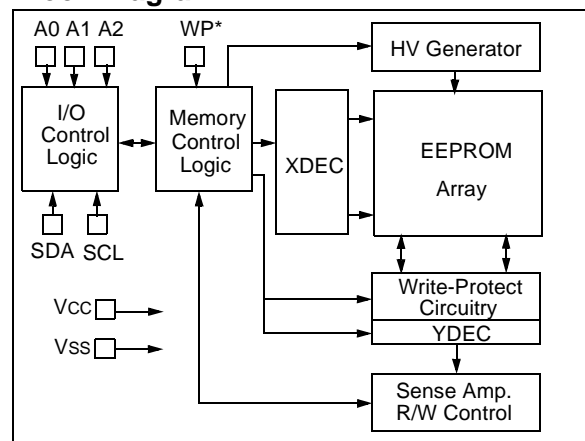 A0 A1 A2
WP*
HV Generator
I/O
Control
Logic
Memory
Control
Logic
XDEC
EEPROM
Array
SDA SCL
Write-Protect
Circuitry
YDEC
VCC
VSS
Sense Amp.
R/W Control